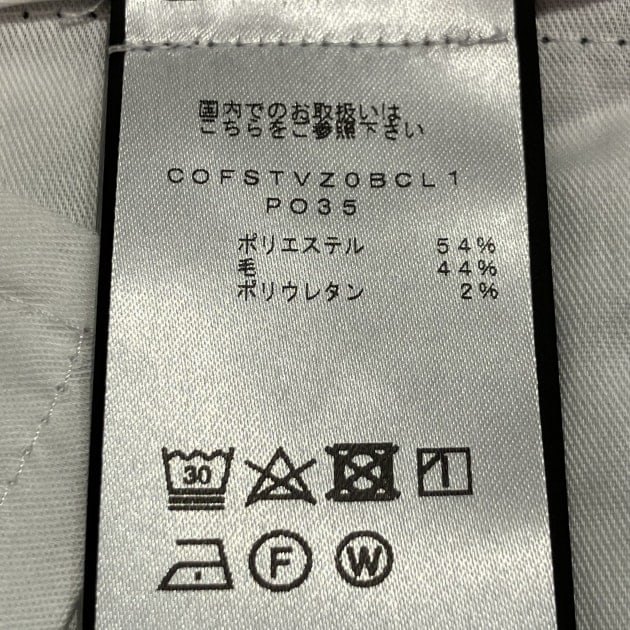 国内でのお取扱いは
こちらをご参照下さい
COFSTVZ0BCL1
PO35
ポリエステル 54%
毛 44%
ポリウレタン 2%
30
F W